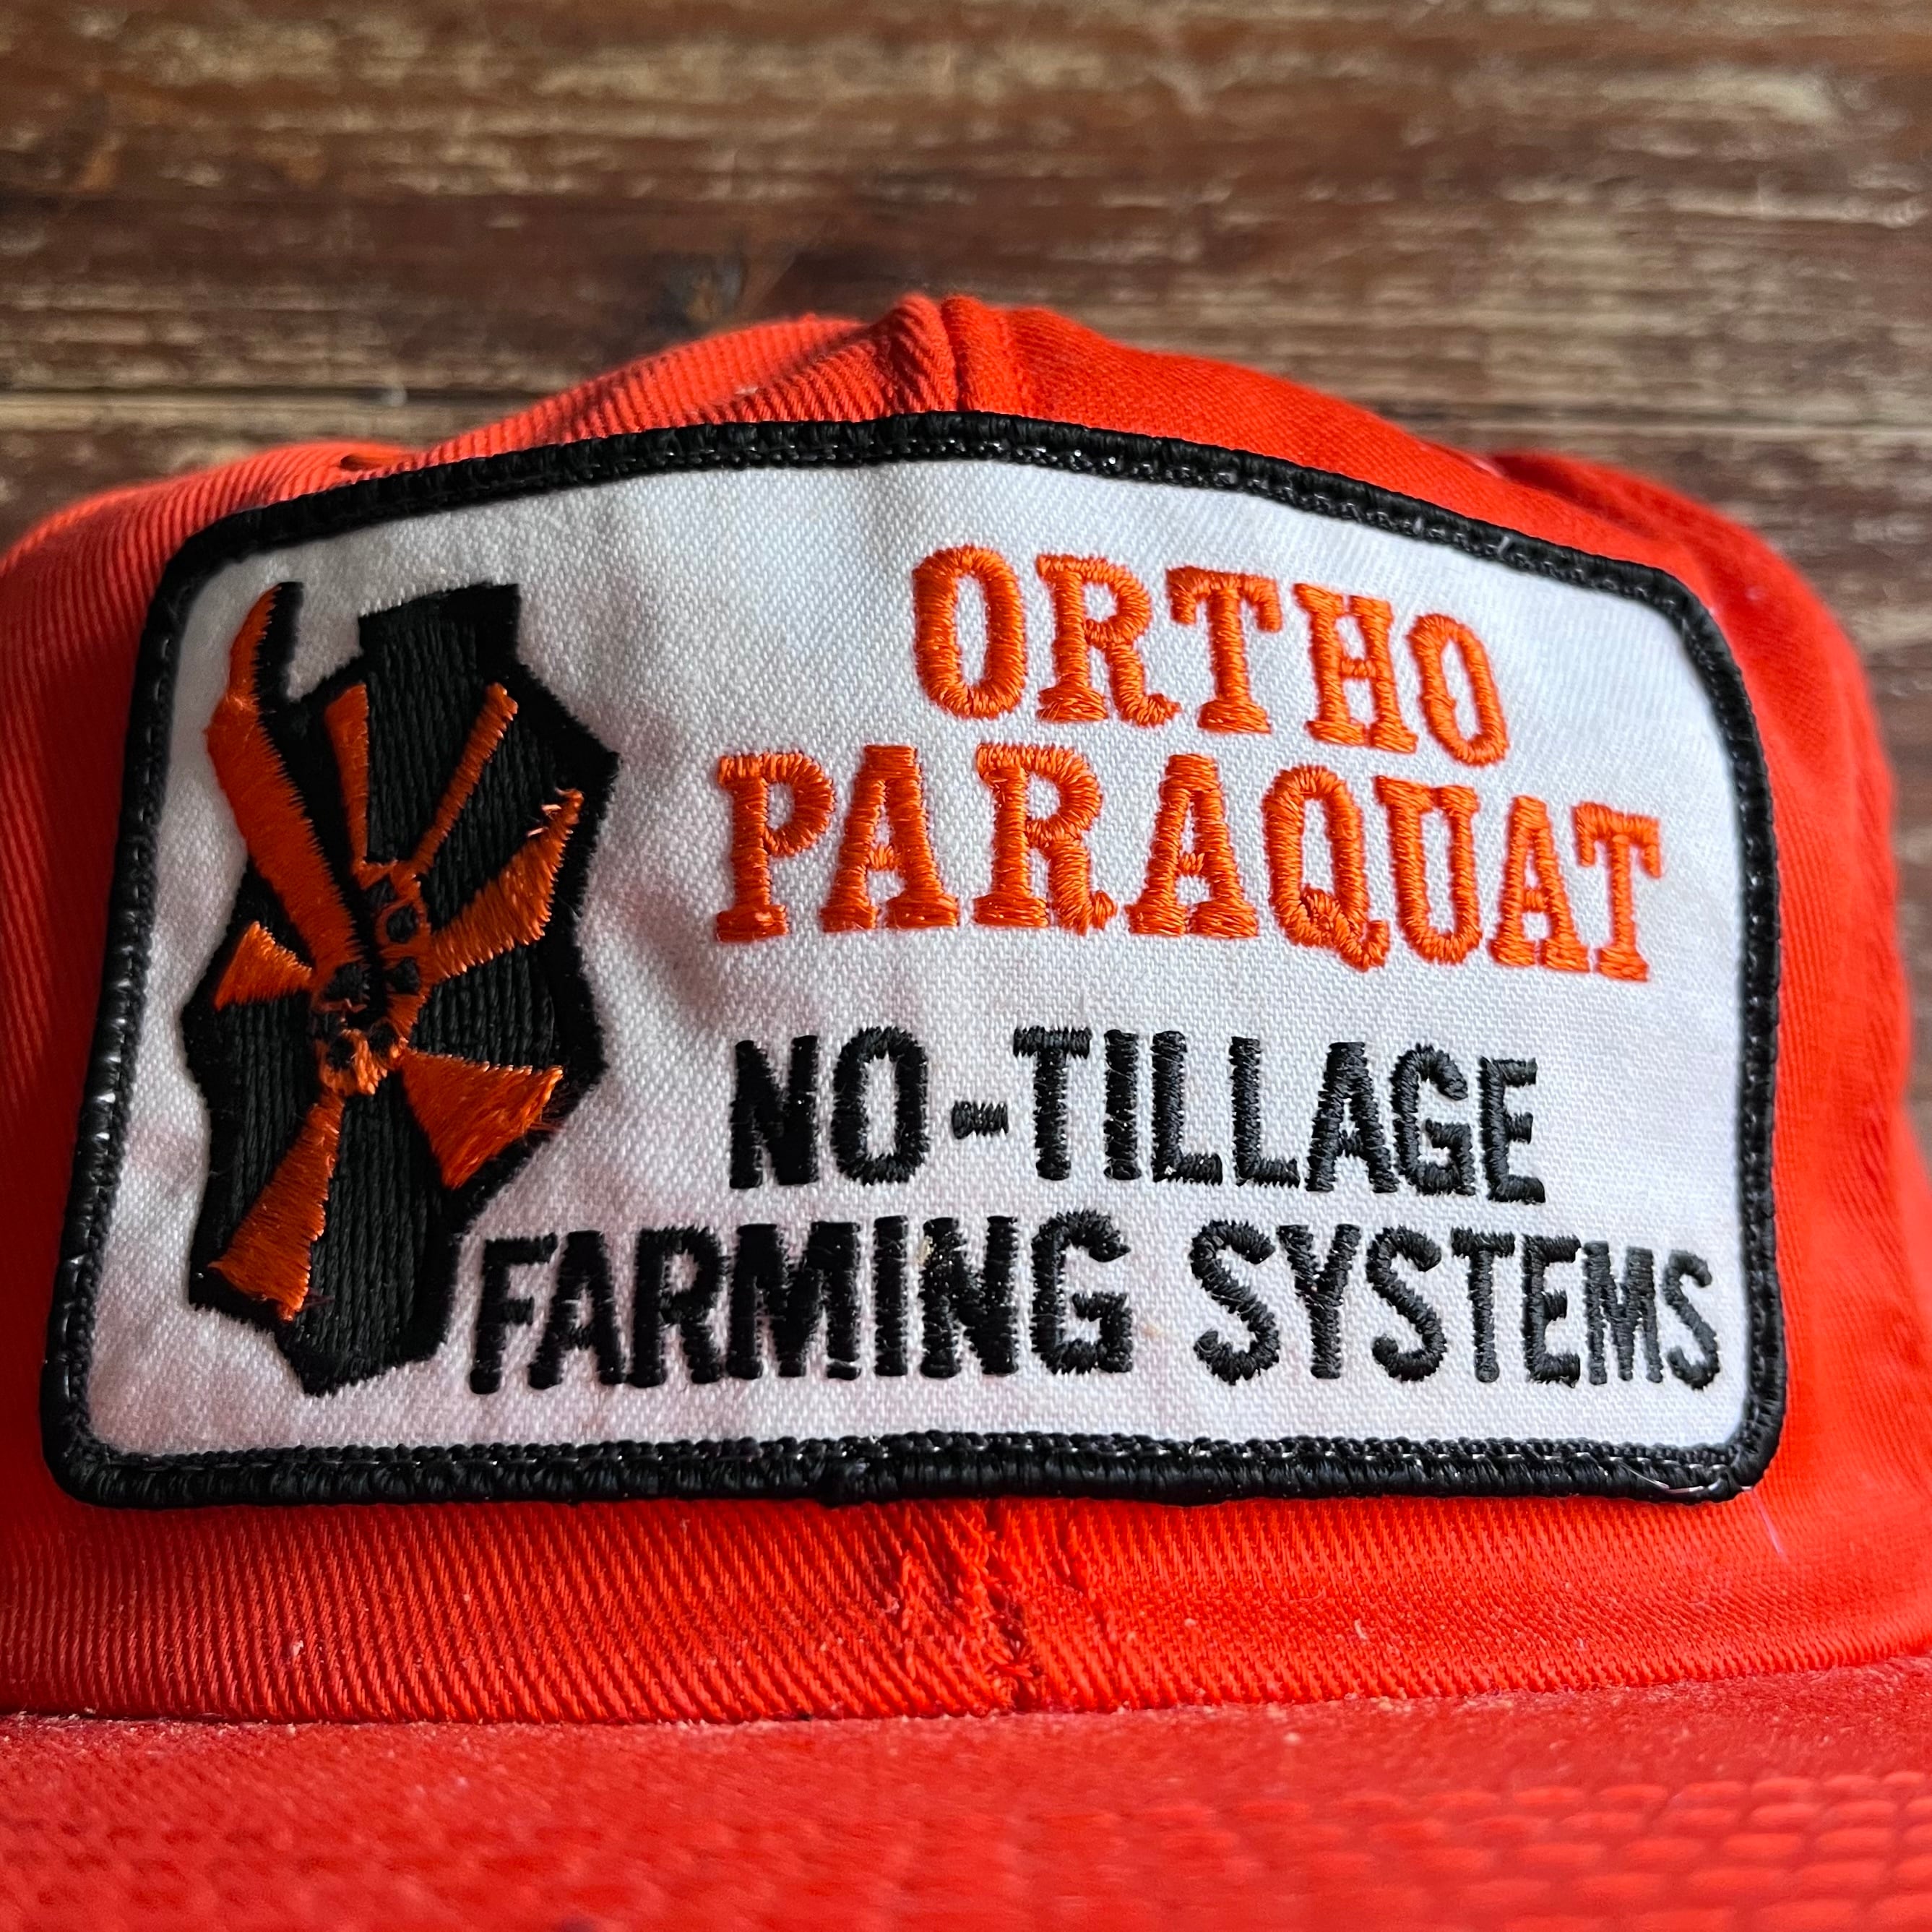 ORTHO
PARAQUAT
NO-TILLAGE
FARMING SYSTEMS